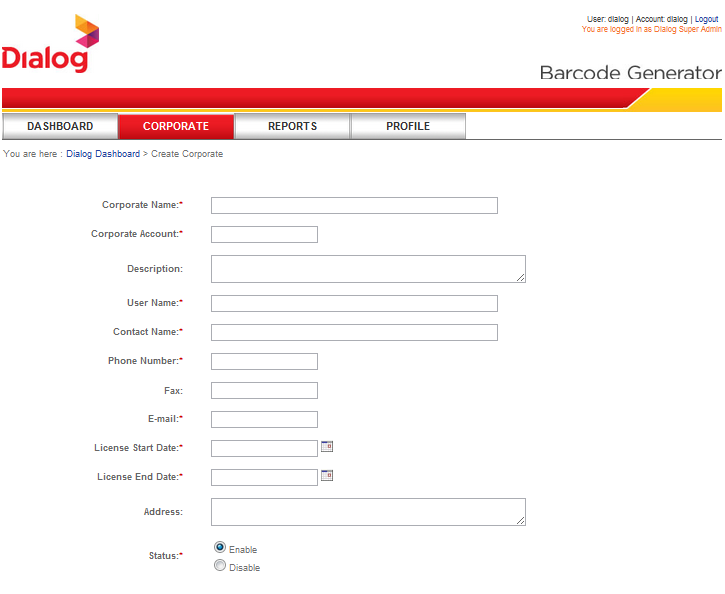 User: dialog | Account: dialog | Logout
You are logged in as Dialog Super Admin
Dialog
Barcode Generator
DASHBOARD CORPORATE REPORTS PROFILE
You are here : Dialog Dashboard > Create Corporate
Corporate Name:*
Corporate Account:*
Description:
User Name:*
Contact Name:*
Phone Number:*
Fax:
E-mail:*
License Start Date:*
License End Date:*
Address:
Status:* Enable
Disable